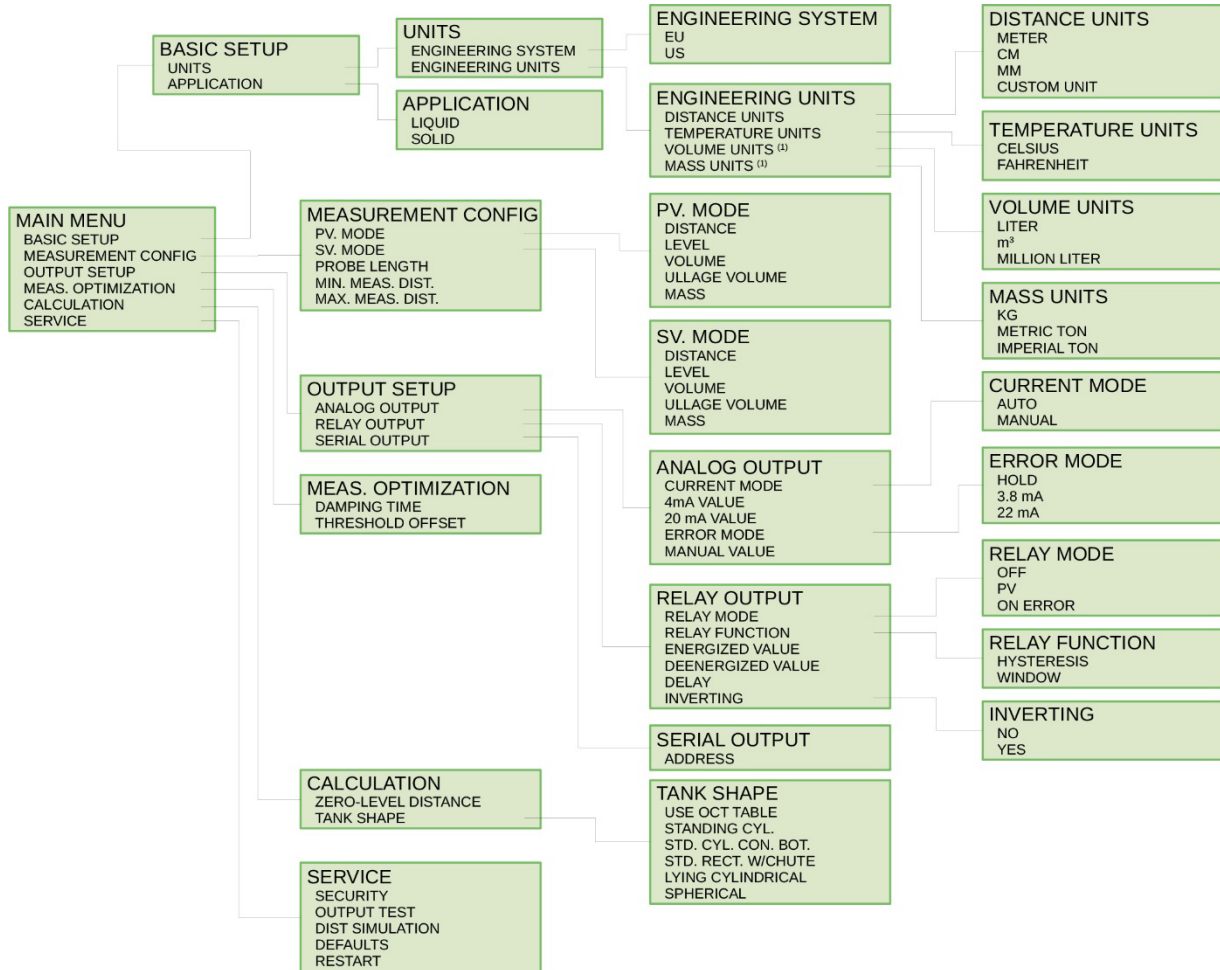 MAIN MENU
BASIC SETUP
MEASUREMENT CONFIG
OUTPUT SETUP
MEAS. OPTIMIZATION
CALCULATION
SERVICE
BASIC SETUP
UNITS
APPLICATION
UNITS
ENGINEERING SYSTEM
ENGINEERING UNITS
APPLICATION
LIQUID
SOLID
ENGINEERING SYSTEM
EU
US
ENGINEERING UNITS
DISTANCE UNITS
TEMPERATURE UNITS
VOLUME UNITS (1)
MASS UNITS (1)
DISTANCE UNITS
METER
CM
MM
CUSTOM UNIT
TEMPERATURE UNITS
CELSIUS
FAHRENHEIT
VOLUME UNITS
LITER
m³
MILLION LITER
MASS UNITS
KG
METRIC TON
IMPERIAL TON
MEASUREMENT CONFIG
PV. MODE
SV. MODE
PROBE LENGTH
MIN. MEAS. DIST.
MAX. MEAS. DIST.
PV. MODE
DISTANCE
LEVEL
VOLUME
ULLAGE VOLUME
MASS
SV. MODE
DISTANCE
LEVEL
VOLUME
ULLAGE VOLUME
MASS
OUTPUT SETUP
ANALOG OUTPUT
RELAY OUTPUT
SERIAL OUTPUT
ANALOG OUTPUT
CURRENT MODE
4mA VALUE
20 mA VALUE
ERROR MODE
MANUAL VALUE
CURRENT MODE
AUTO
MANUAL
ERROR MODE
HOLD
3.8 mA
22 mA
RELAY OUTPUT
RELAY MODE
RELAY FUNCTION
ENERGIZED VALUE
DEENERGIZED VALUE
DELAY
INVERTING
RELAY MODE
OFF
PV
ON ERROR
RELAY FUNCTION
HYSTERESIS
WINDOW
INVERTING
NO
YES
SERIAL OUTPUT
ADDRESS
MEAS. OPTIMIZATION
DAMPING TIME
THRESHOLD OFFSET
CALCULATION
ZERO-LEVEL DISTANCE
TANK SHAPE
TANK SHAPE
USE OCT TABLE
STANDING CYL.
STD. CYL. CON. BOT.
STD. RECT. W/CHUTE
LYING CYLINDRICAL
SPHERICAL
SERVICE
SECURITY
OUTPUT TEST
DIST SIMULATION
DEFAULTS
RESTART